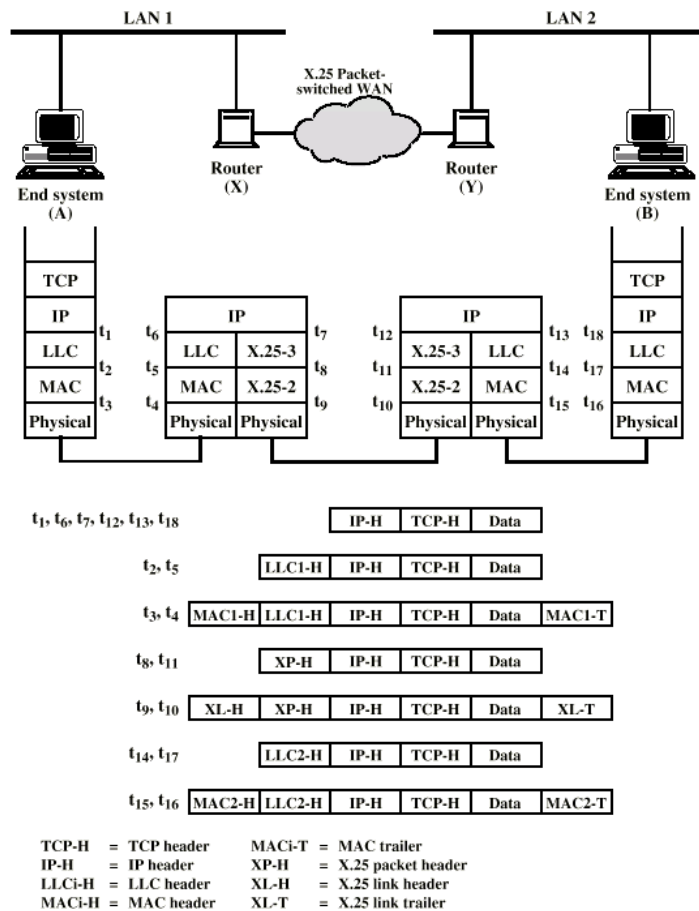 LAN 1
LAN 2
X.25 Packet-
switched WAN
Router
(X)
Router
(Y)
End system
(A)
End system
(B)
TCP
IP
LLC
MAC
Physical
t1
t2
t3
t6
t5
t4
IP
LLC X.25-3
MAC X.25-2
Physical Physical
t7
t8
t9
t12
t11
t10
IP
X.25-3 LLC
X.25-2 MAC
Physical Physical
t13
t14
t15
t18
t17
t16
TCP
IP
LLC
MAC
Physical
t1, t6, t7, t12, t13, t18 IP-H TCP-H Data
t2, t5 LLC1-H IP-H TCP-H Data
t3, t4 MAC1-H LLC1-H IP-H TCP-H Data MAC1-T
t8, t11 XP-H IP-H TCP-H Data
t9, t10 XL-H XP-H IP-H TCP-H Data XL-T
t14, t17 LLC2-H IP-H TCP-H Data
t15, t16 MAC2-H LLC2-H IP-H TCP-H Data MAC2-T
TCP-H = TCP header MACi-T = MAC trailer
IP-H = IP header XP-H = X.25 packet header
LLCi-H = LLC header XL-H = X.25 link header
MACi-H = MAC header XL-T = X.25 link trailer